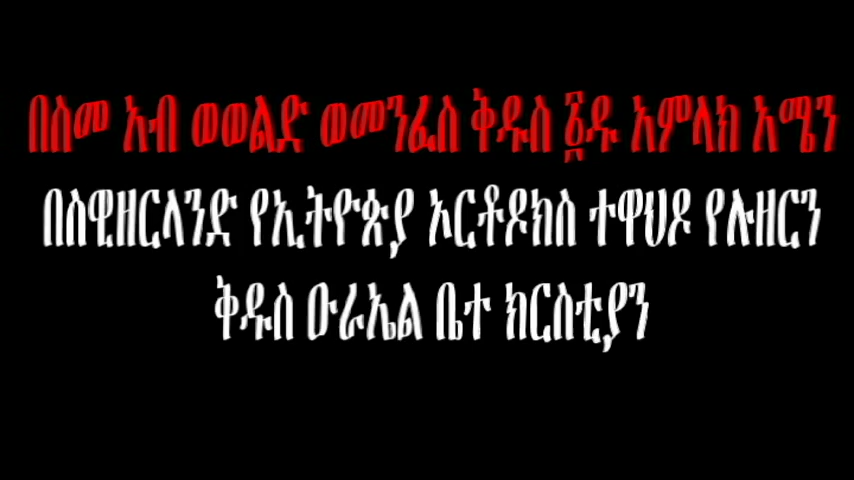 በስመ አብ ወወልድ ወመንፈስ ቅዱስ ፩ዱ አምላክ አሜን
በስዊዘርላንድ የኢትዮጵያ ኦርቶዶክስ ተዋህዶ የሉዘርን
ቅዱስ ዑራኤል ቤተ ክርስቲያን